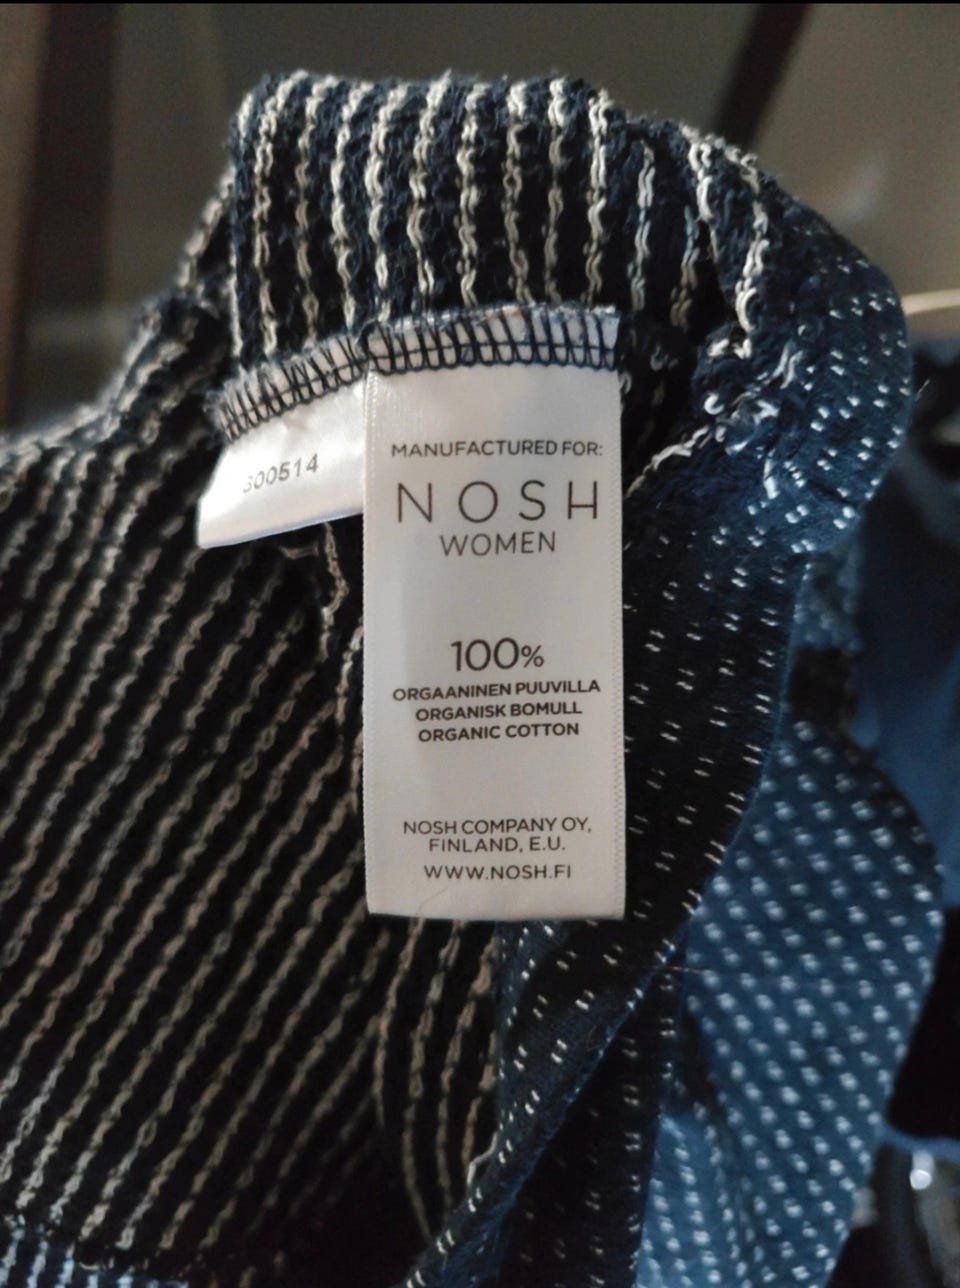 300514
MANUFACTURED FOR:
NOSH
WOMEN
100%
ORGAANINEN PUUVILLA
ORGANISK BOMULL
ORGANIC COTTON
NOSH COMPANY OY,
FINLAND, E.U.
WWW.NOSH.FI